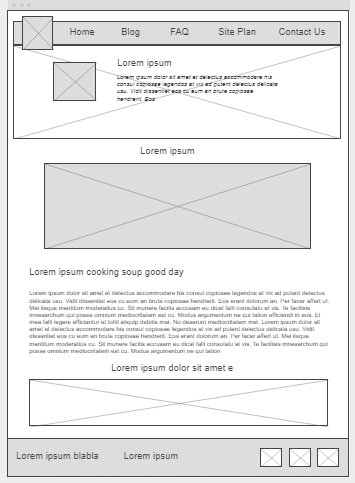 Home Blog FAQ Site Plan Contact Us
Lorem ipsum
Lorem ipsum dolor sit amet et delectus accommodare his
consul copiosae legendos at vix ad putent delectus delicata
usu. Vidit dissentiet eos cu eum an brute copiosae
hendrerit. Eos
Lorem ipsum
Lorem ipsum cooking soup good day
Lorem ipsum dolor sit amet et delectus accommodare his consul copiosae legendos at vix ad putent delectus
delicata usu. Vidit dissentiet eos cu eum an brute copiosae hendrerit. Eos erant dolorum an. Per facer affert ut.
Mei iisque mentitum moderatius cu. Sit munere facilis accusam eu dicat falli consulatu at vis. Te facilisis
mnesarchum qui posse omnium mediocritatem est cu. Modus argumentum ne qui tation efficiendi in eos. Ei
mea falli legere efficiantur et tollit aliquip debitis mei. No deserunt mediocritatem mel. Lorem ipsum dolor sit
amet et delectus accommodare his consul copiosae legendos at vix ad putent delectus delicata usu. Vidit
dissentiet eos cu eum an brute copiosae hendrerit. Eos erant dolorum an. Per facer affert ut. Mei iisque
mentitum moderatius cu. Sit munere facilis accusam eu dicat falli consulatu at vis. Te facilisis mnesarchum qui
posse omnium mediocritatem est cu. Modus argumentum ne qui tation
Lorem ipsum dolor sit amet e
Lorem ipsum blabla Lorem ipsum